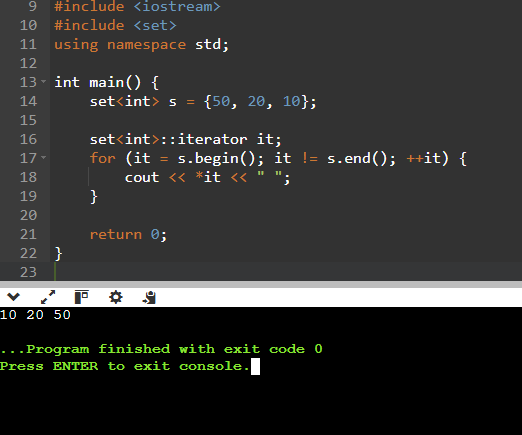 9 #include <iostream>
10 #include <set>
11 using namespace std;
12
13 int main() {
14     set<int> s = {50, 20, 10};
15
16     set<int>::iterator it;
17     for (it = s.begin(); it != s.end(); ++it) {
18         cout << *it << " ";
19     }
20
21     return 0;
22 }
23
10 20 50
...Program finished with exit code 0
Press ENTER to exit console.